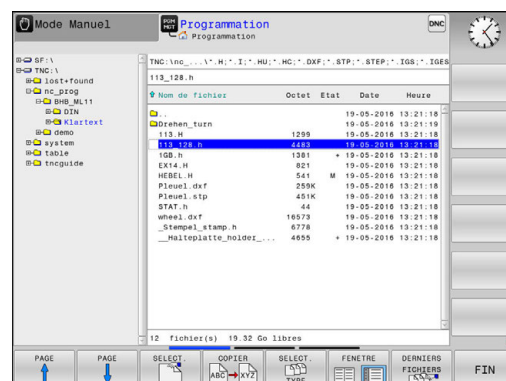 Mode Manuel
PGM MGT
Programmation
Programmation
DNC
SF:\
TNC:\
lost+found
nc_prog
BHB_ML11
DIN
Klartext
demo
system
table
tncguide
TNC:\nc_...\*.H;*.I;*.HU;*.HC;*.DXF;*.STP;*.STEP;*.IGS;*.IGES
113_128.h
Nom de fichier Octet Etat Date Heure
.. 19-05-2016 13:21:18
Drehen_turn 19-05-2016 13:21:19
113.H 1299 19-05-2016 13:21:18
113_128.h 4483 19-05-2016 13:21:18
1GB.h 1381 + 19-05-2016 13:21:18
EX14.H 821 19-05-2016 13:21:18
HEBEL.H 541 M 19-05-2016 13:21:18
Pleuel.dxf 259K 19-05-2016 13:21:18
Pleuel.stp 451K 19-05-2016 13:21:18
STAT.h 44 19-05-2016 13:21:18
wheel.dxf 16573 19-05-2016 13:21:18
_Stempel_stamp.h 6778 19-05-2016 13:21:18
__Halteplatte_holder_... 4655 + 19-05-2016 13:21:18
12 fichier(s) 19.32 Go libres
PAGE
PAGE
SELECT.
COPIER
ABC XYZ
SELECT.
TYPE
FENETRE
DERNIERS
FICHIERS
FIN